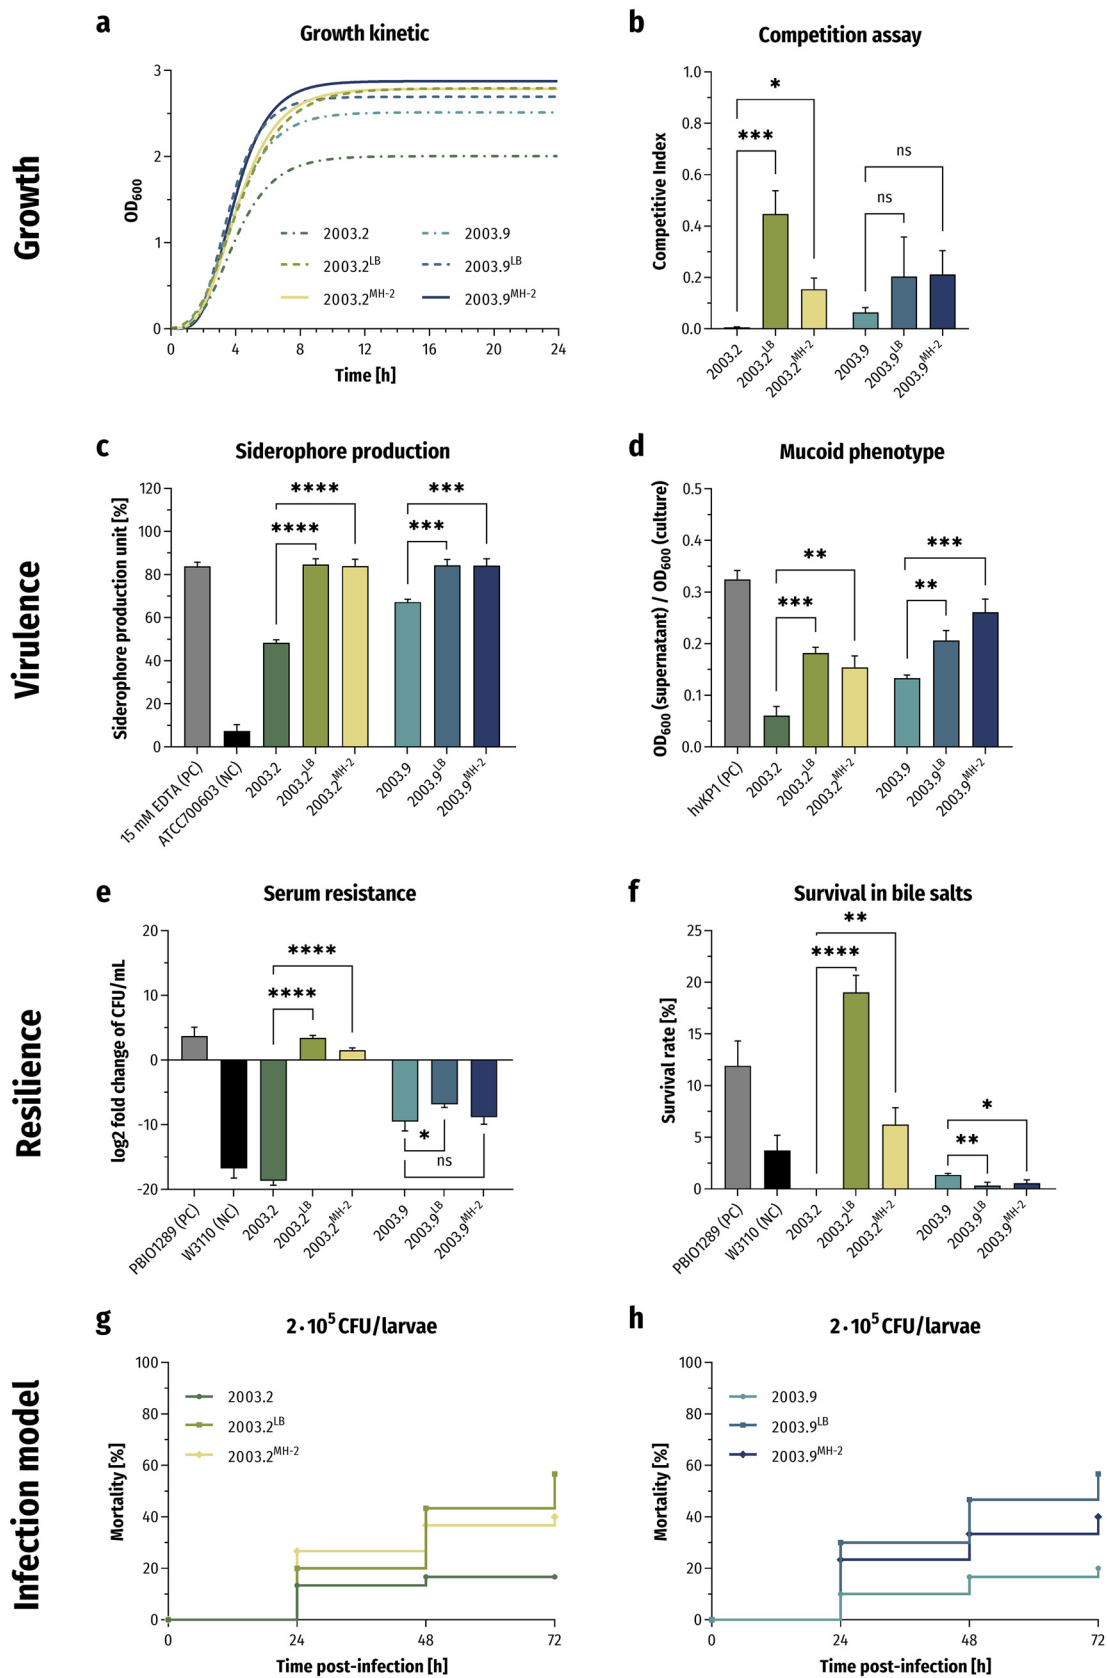 Growth
a
Growth kinetic
OD600
3
2
1
0
0 4 8 12 16 20 24
Time [h]
2003.2
2003.2LB
2003.2MH-2
2003.9
2003.9LB
2003.9MH-2
b
Competition assay
Competitive Index
1.0
0.8
0.6
0.4
0.2
0.0
***
*
ns
ns
2003.2
2003.2LB
2003.2MH-2
2003.9
2003.9LB
2003.9MH-2
Virulence
c
Siderophore production
Siderophore production unit [%]
120
100
80
60
40
20
0
****
****
***
***
15 mM EDTA (PC)
ATCC700603 (NC)
2003.2
2003.2LB
2003.2MH-2
2003.9
2003.9LB
2003.9MH-2
d
Mucoid phenotype
OD600 (supernatant) / OD600 (culture)
0.5
0.4
0.3
0.2
0.1
0.0
***
**
**
***
hvKP1 (PC)
2003.2
2003.2LB
2003.2MH-2
2003.9
2003.9LB
2003.9MH-2
Resilience
e
Serum resistance
log2 fold change of CFU/mL
20
10
0
-10
-20
****
****
*
ns
PBIO1289 (PC)
W3110 (NC)
2003.2
2003.2LB
2003.2MH-2
2003.9
2003.9LB
2003.9MH-2
f
Survival in bile salts
Survival rate [%]
25
20
15
10
5
0
**
****
*
**
PBIO1289 (PC)
W3110 (NC)
2003.2
2003.2LB
2003.2MH-2
2003.9
2003.9LB
2003.9MH-2
Infection model
g
2·10⁵ CFU/larvae
Mortality [%]
100
80
60
40
20
0
2003.2
2003.2LB
2003.2MH-2
0 24 48 72
Time post-infection [h]
h
2·10⁵ CFU/larvae
Mortality [%]
100
80
60
40
20
0
2003.9
2003.9LB
2003.9MH-2
0 24 48 72
Time post-infection [h]